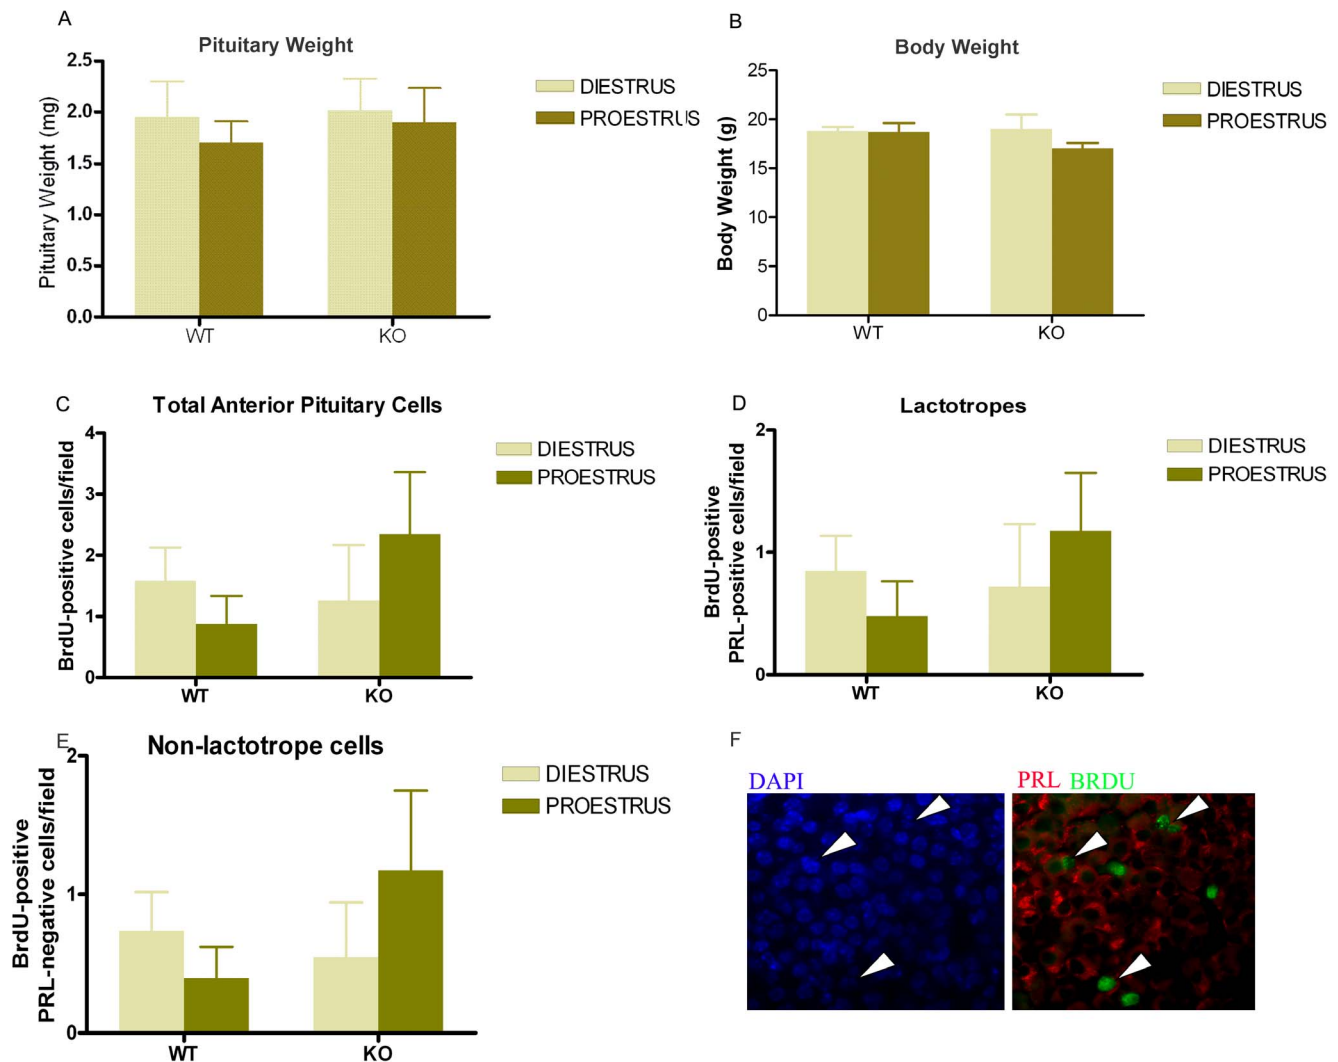 A
Pituitary Weight
Pituitary Weight (mg)
2.5
2.0
1.5
1.0
0.5
0.0
WT
KO
DIESTRUS
PROESTRUS
B
Body Weight
Body Weight (g)
25
20
15
10
5
0
WT
KO
DIESTRUS
PROESTRUS
C
Total Anterior Pituitary Cells
BrdU-positive cells/field
4
3
2
1
0
WT
KO
DIESTRUS
PROESTRUS
D
Lactotropes
BrdU-positive
PRL-positive cells/field
2
1
0
WT
KO
DIESTRUS
PROESTRUS
E
Non-lactotrope cells
BrdU-positive
PRL-negative cells/field
2
1
0
WT
KO
DIESTRUS
PROESTRUS
F
DAPI
PRL BRDU